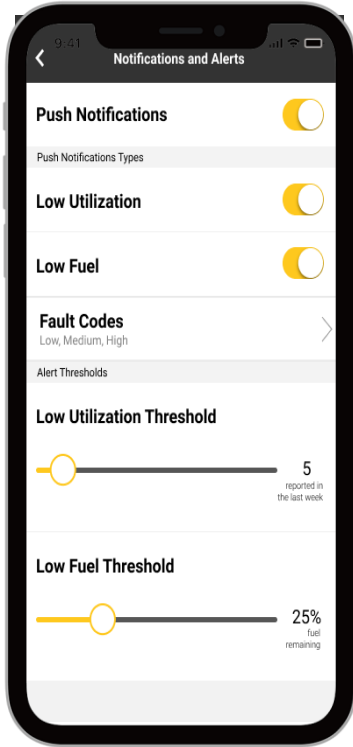 9:41
Notifications and Alerts
Push Notifications
Push Notifications Types
Low Utilization
Low Fuel
Fault Codes
Low, Medium, High
Alert Thresholds
Low Utilization Threshold
5
reported in
the last week
Low Fuel Threshold
25%
fuel
remaining